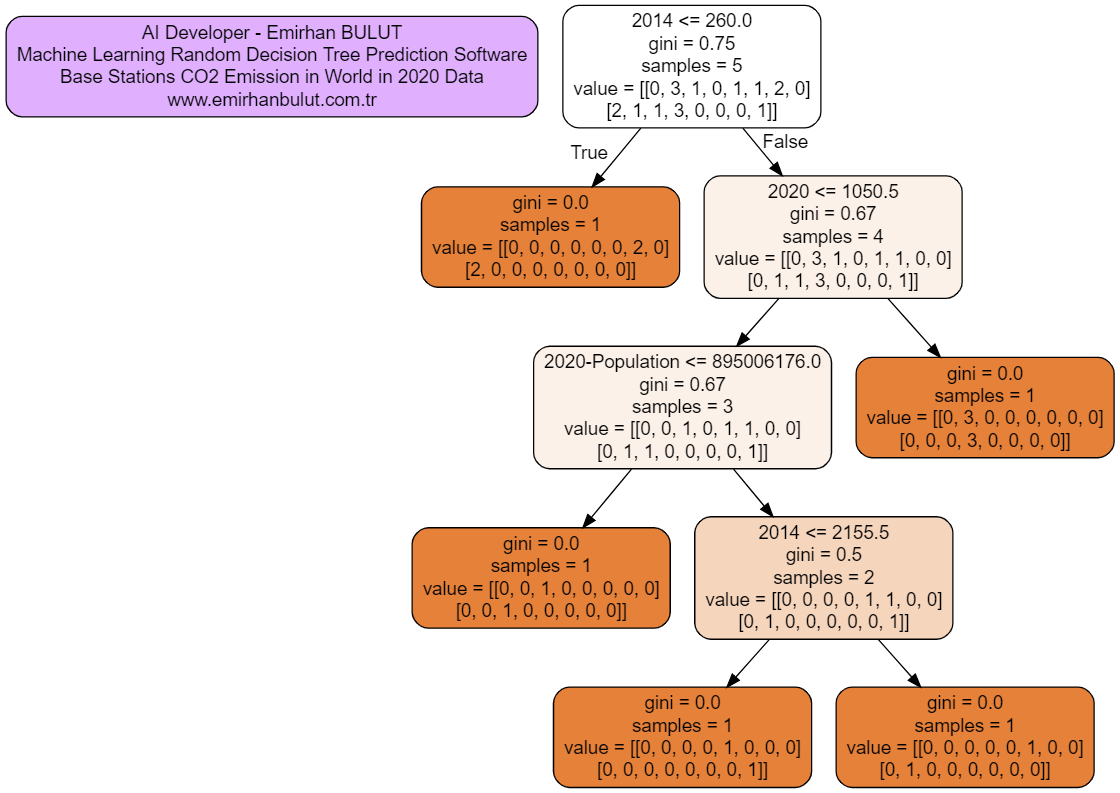 AI Developer - Emirhan BULUT
Machine Learning Random Decision Tree Prediction Software
Base Stations CO2 Emission in World in 2020 Data
www.emirhanbulut.com.tr
2014 <= 260.0
gini = 0.75
samples = 5
value = [[0, 3, 1, 0, 1, 1, 2, 0]
[2, 1, 1, 3, 0, 0, 0, 1]]
True
False
gini = 0.0
samples = 1
value = [[0, 0, 0, 0, 0, 0, 2, 0]
[2, 0, 0, 0, 0, 0, 0, 0]]
2020 <= 1050.5
gini = 0.67
samples = 4
value = [[0, 3, 1, 0, 1, 1, 0, 0]
[0, 1, 1, 3, 0, 0, 0, 1]]
2020-Population <= 895006176.0
gini = 0.67
samples = 3
value = [[0, 0, 1, 0, 1, 1, 0, 0]
[0, 1, 1, 0, 0, 0, 0, 1]]
gini = 0.0
samples = 1
value = [[0, 3, 0, 0, 0, 0, 0, 0]
[0, 0, 0, 3, 0, 0, 0, 0]]
gini = 0.0
samples = 1
value = [[0, 0, 1, 0, 0, 0, 0, 0]
[0, 0, 1, 0, 0, 0, 0, 0]]
2014 <= 2155.5
gini = 0.5
samples = 2
value = [[0, 0, 0, 0, 1, 1, 0, 0]
[0, 1, 0, 0, 0, 0, 0, 1]]
gini = 0.0
samples = 1
value = [[0, 0, 0, 0, 1, 0, 0, 0]
[0, 0, 0, 0, 0, 0, 0, 1]]
gini = 0.0
samples = 1
value = [[0, 0, 0, 0, 0, 1, 0, 0]
[0, 1, 0, 0, 0, 0, 0, 0]]